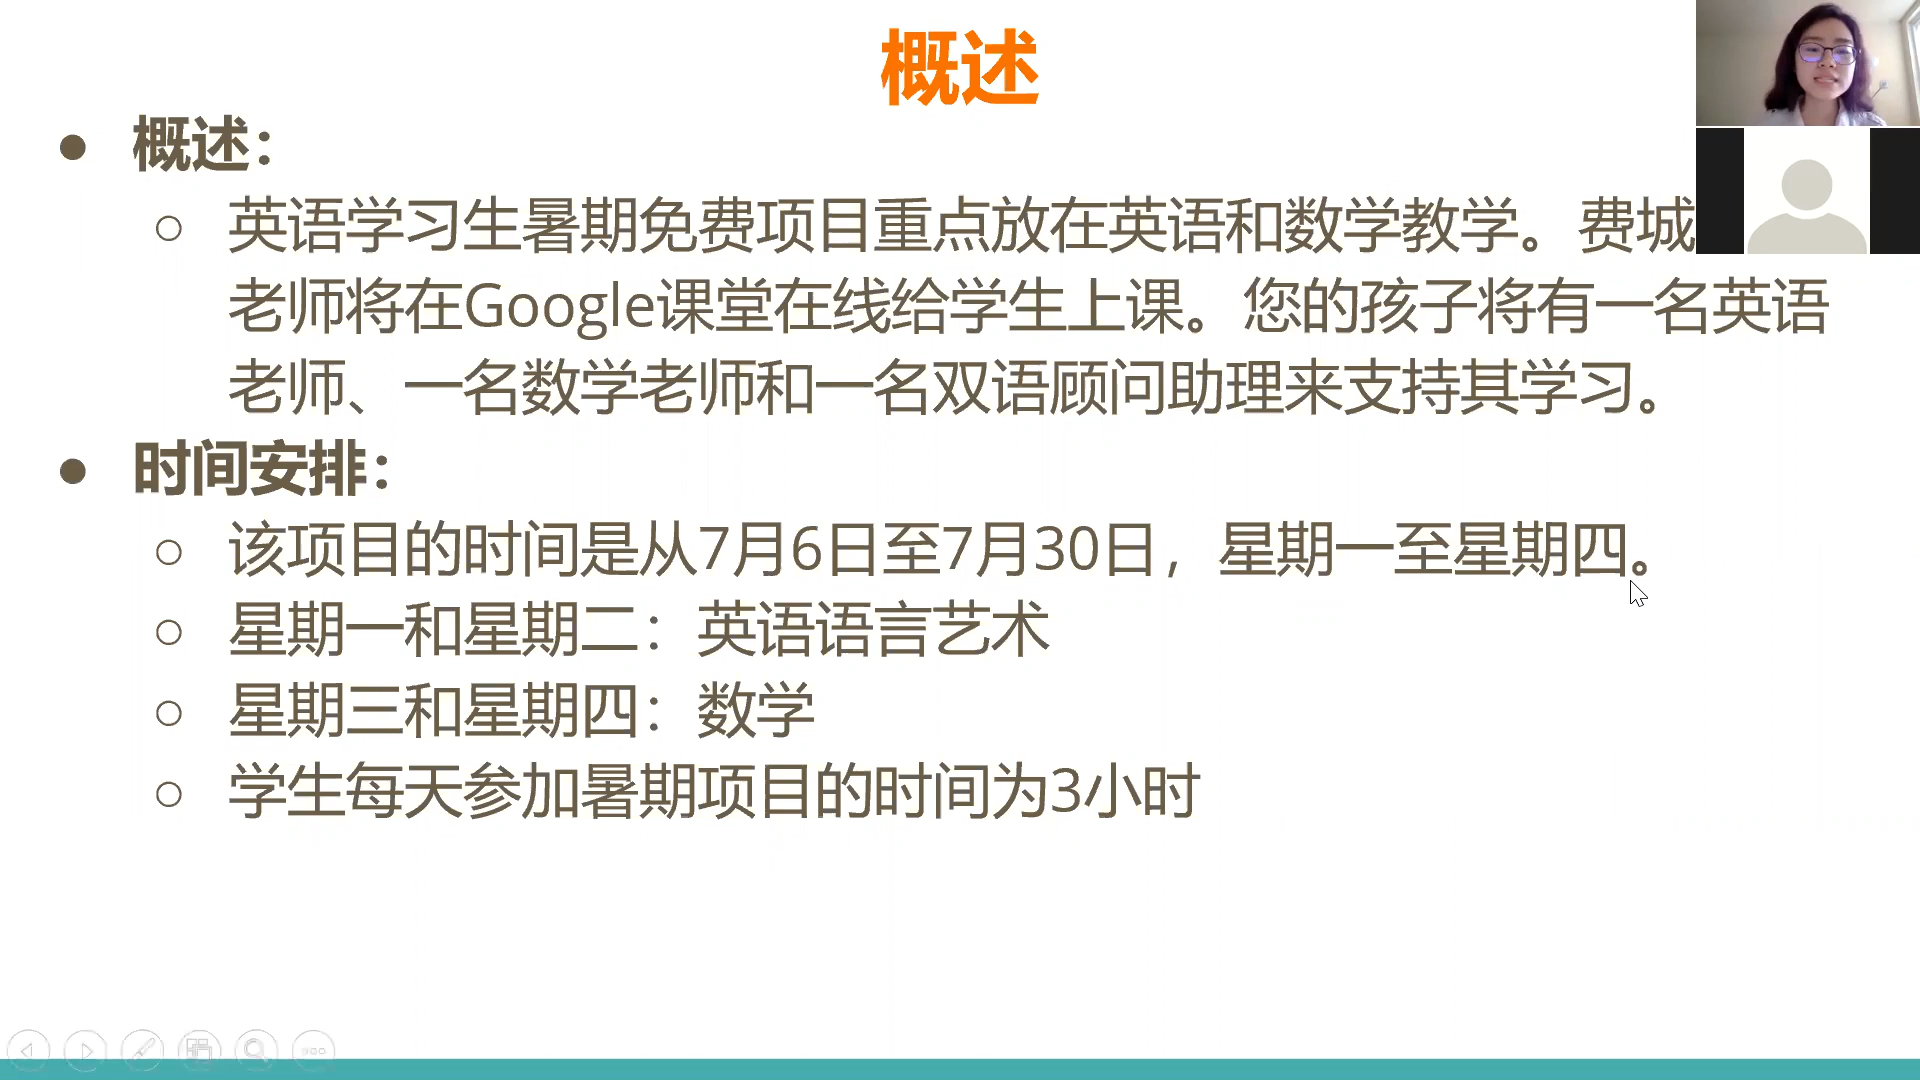 概述
概述：
英语学习生暑期免费项目重点放在英语和数学教学。费城
老师将在Google课堂在线给学生上课。您的孩子将有一名英语
老师、一名数学老师和一名双语顾问助理来支持其学习。
时间安排：
该项目的时间是从7月6日至7月30日，星期一至星期四。
星期一和星期二：英语语言艺术
星期三和星期四：数学
学生每天参加暑期项目的时间为3小时